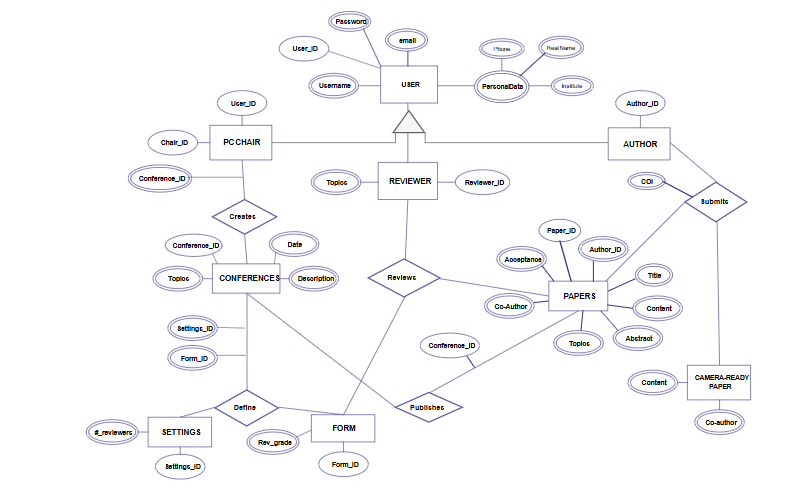 Password
email
User_ID
Phone
RealName
Username
USER
PersonalData
Institute
User_ID
Author_ID
Chair_ID
PC CHAIR
AUTHOR
Conference_ID
Topics
REVIEWER
Reviewer_ID
COI
Submits
Creates
Paper_ID
Conference_ID
Date
Author_ID
Acceptance
Topics
CONFERENCES
Description
Reviews
Title
PAPERS
Co-Author
Content
Settings_ID
Abstract
Conference_ID
Topics
Form_ID
CAMERA-READY
PAPER
Content
Define
Publishes
Co-author
#_reviewers
SETTINGS
FORM
Rev_grade
Settings_ID
Form_ID